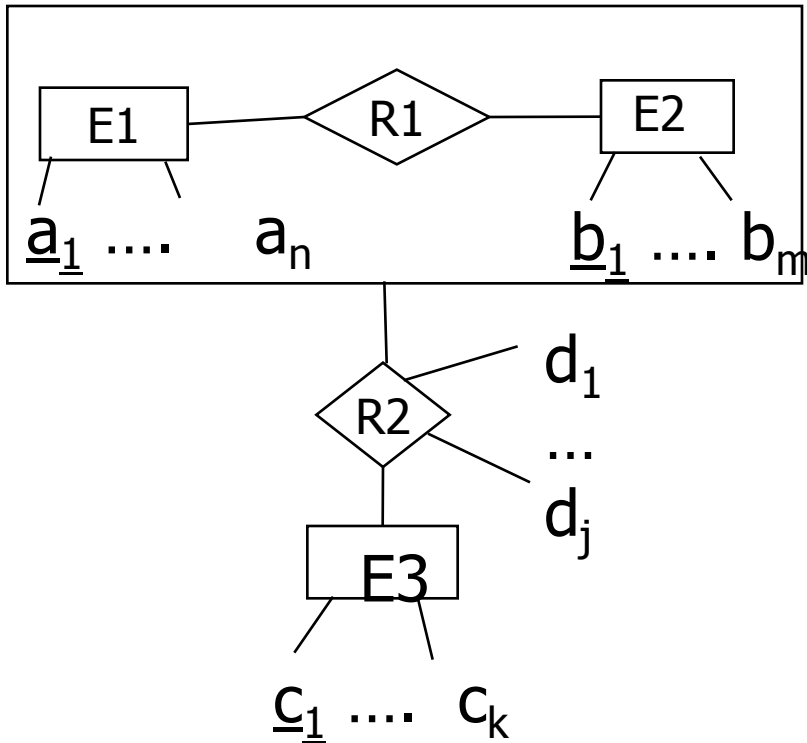 E1 R1 E2
a1 .... an b1 .... bm
d1
R2
...
dj
E3
c1 .... ck